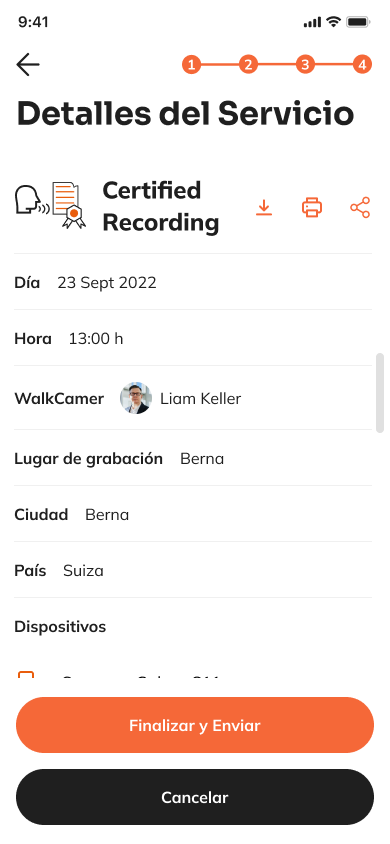 9:41
1 2 3 4
Detalles del Servicio
Certified
Recording
Día 23 Sept 2022
Hora 13:00 h
WalkCamer Liam Keller
Lugar de grabación Berna
Ciudad Berna
País Suiza
Dispositivos
Finalizar y Enviar
Cancelar